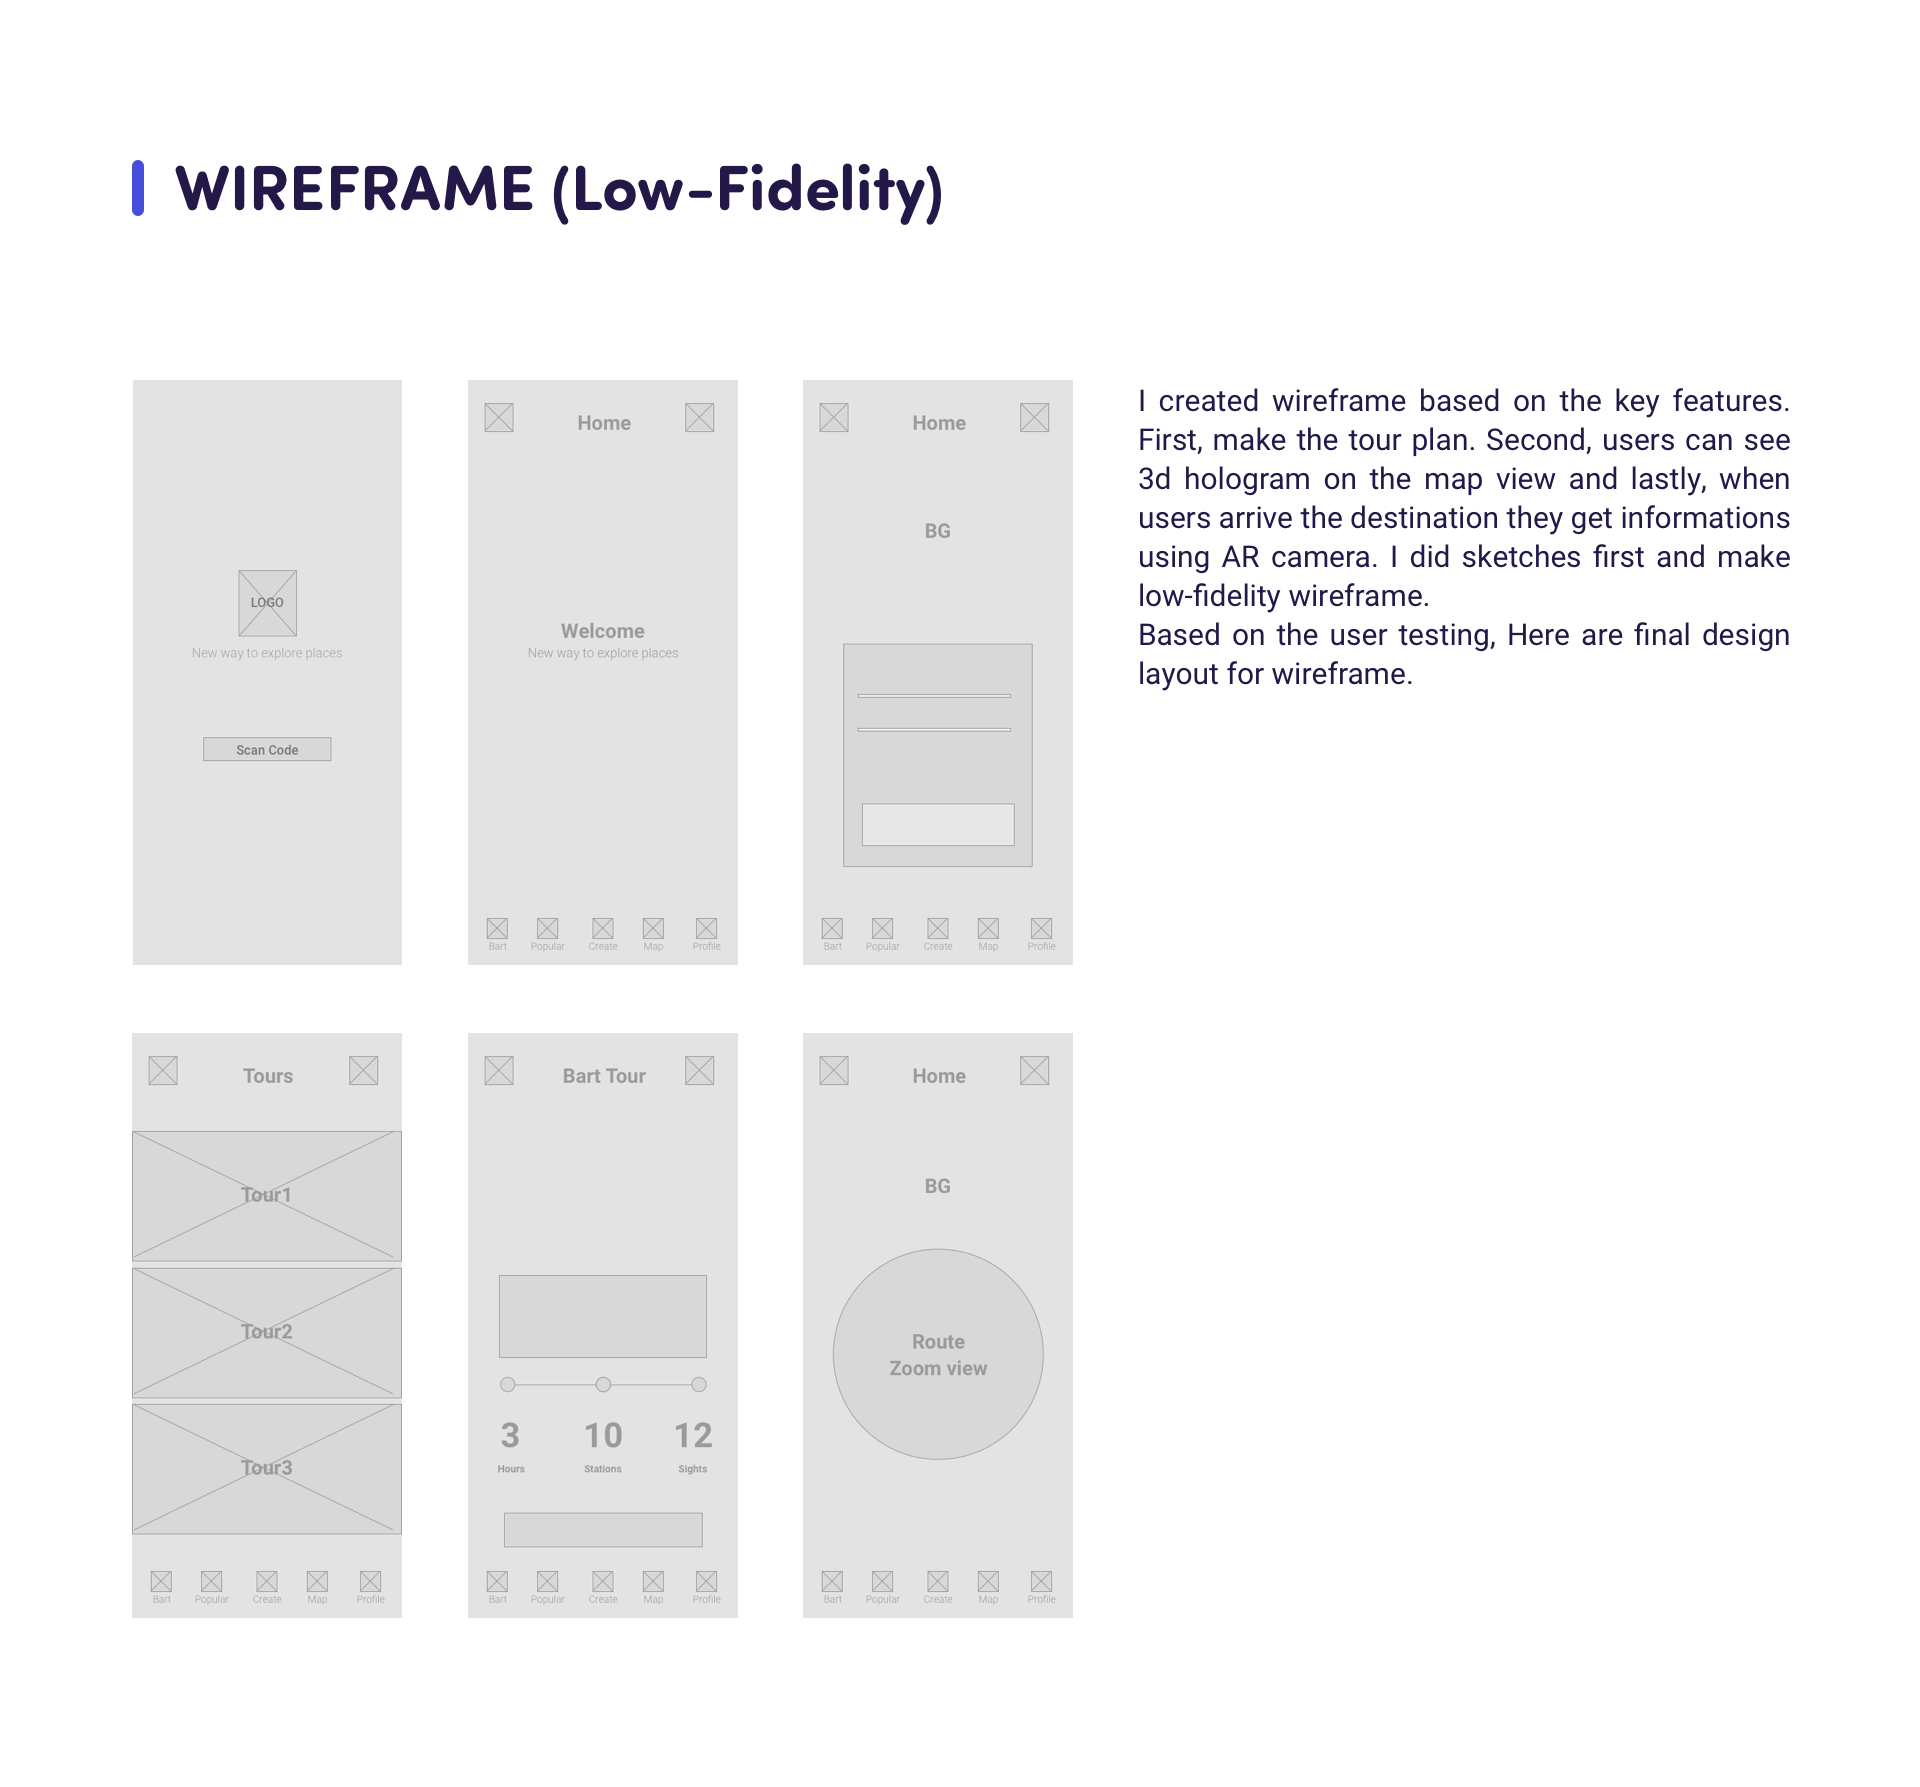 WIREFRAME (Low-Fidelity)
I created wireframe based on the key features.
First, make the tour plan. Second, users can see
3d hologram on the map view and lastly, when
users arrive the destination they get informations
using AR camera. I did sketches first and make
low-fidelity wireframe.
Based on the user testing, Here are final design
layout for wireframe.
LOGO
New way to explore places
Scan Code
Home
Welcome
New way to explore places
Bart Popular Create Map Profile
Home
BG
Bart Popular Create Map Profile
Tours
Tour1
Tour2
Tour3
Bart Popular Create Map Profile
Bart Tour
3 10 12
Hours Stations Sights
Bart Popular Create Map Profile
Home
BG
Route
Zoom view
Bart Popular Create Map Profile